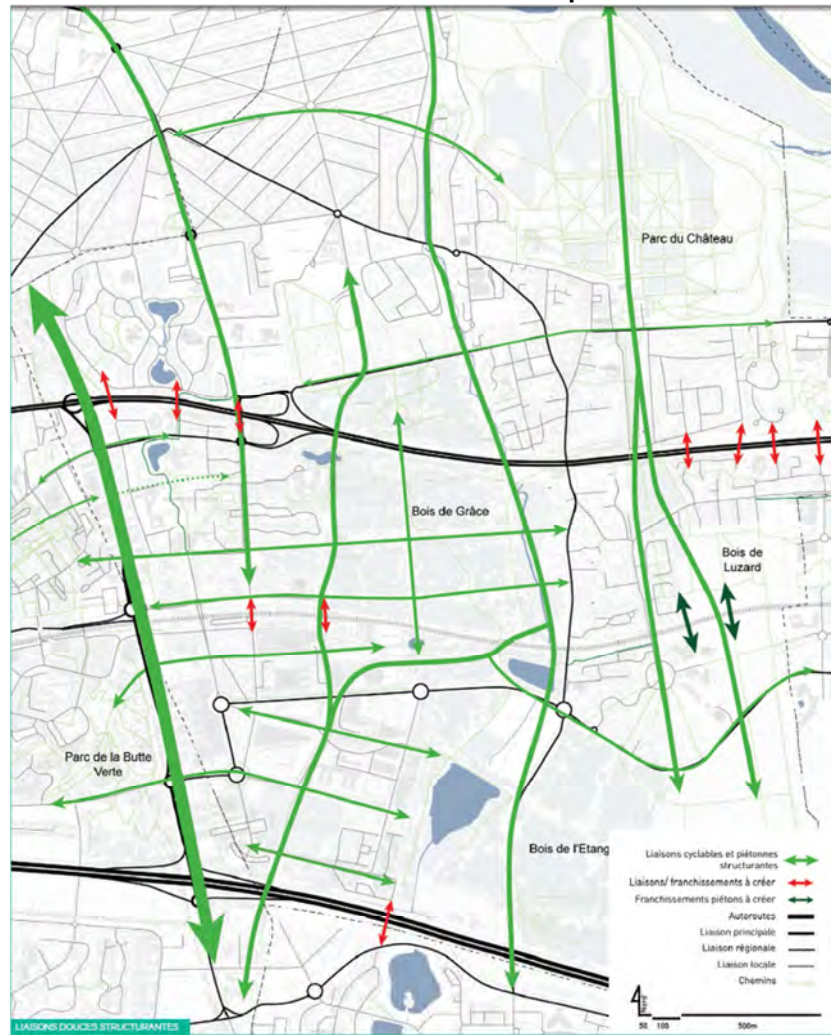 Parc du Château
Bois de Grâce
Bois de
Luzard
Parc de la Butte
Verte
Bois de l'Etang
Liaisons cyclables et piétonnes
structurantes
Liaisons/ franchissements à créer
Franchissements piétons à créer
Autoroutes
Liaison principale
Liaison régionale
Liaison locale
Chemins
Nord
50 100 500m
LIAISONS DOUCES STRUCTURANTES